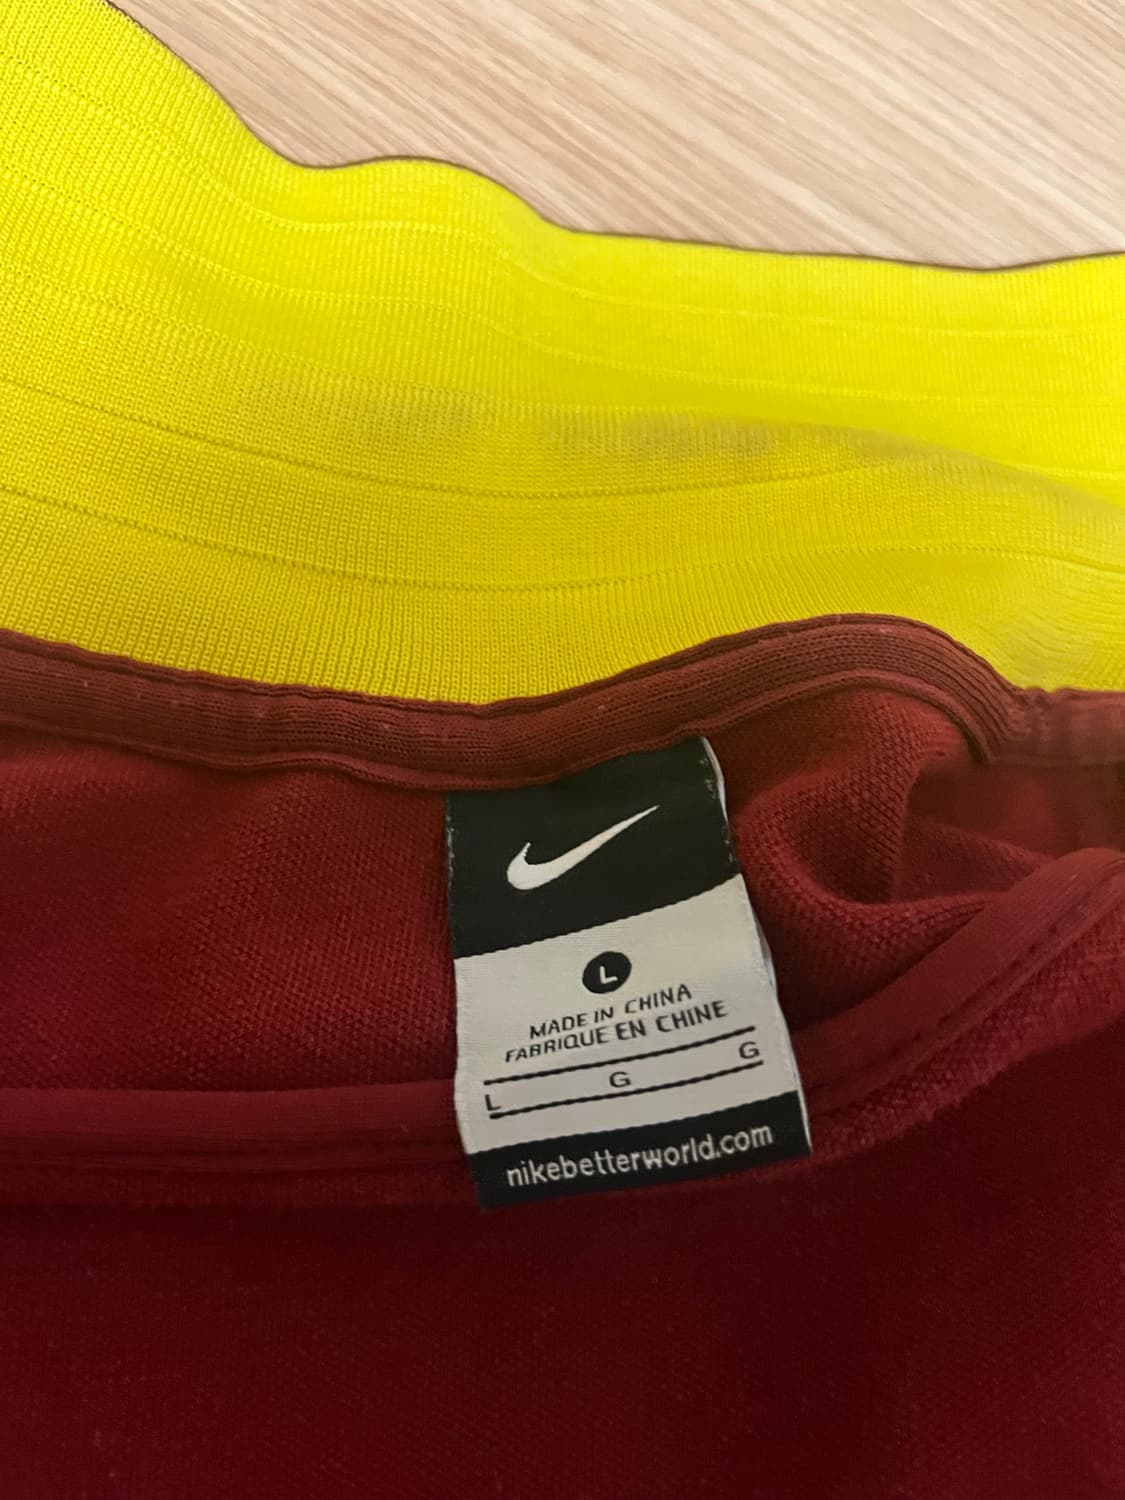 L
MADE IN CHINA
FABRIQUE EN CHINE
L G G
nikebetterworld.com